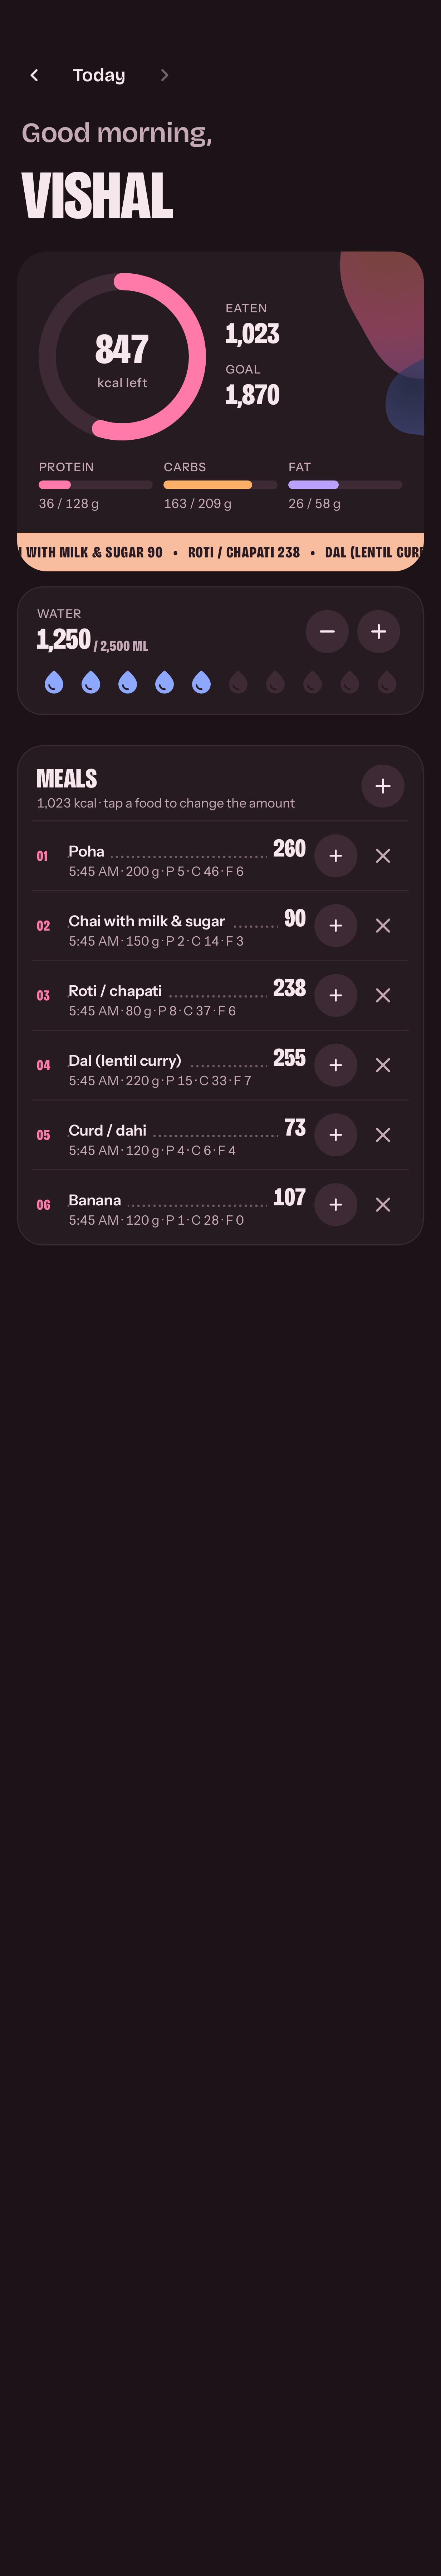 Today
Good morning,
VISHAL
847
kcal left
EATEN
1,023
GOAL
1,870
PROTEIN
CARBS
FAT
36 / 128 g
163 / 209 g
26 / 58 g
WITH MILK & SUGAR 90 • ROTI / CHAPATI 238 • DAL (LENTIL CUR
WATER
1,250 / 2,500 ML
MEALS
1,023 kcal · tap a food to change the amount
01 Poha 260
5:45 AM · 200 g · P 5 · C 46 · F 6
02 Chai with milk & sugar 90
5:45 AM · 150 g · P 2 · C 14 · F 3
03 Roti / chapati 238
5:45 AM · 80 g · P 8 · C 37 · F 6
04 Dal (lentil curry) 255
5:45 AM · 220 g · P 15 · C 33 · F 7
05 Curd / dahi 73
5:45 AM · 120 g · P 4 · C 6 · F 4
06 Banana 107
5:45 AM · 120 g · P 1 · C 28 · F 0